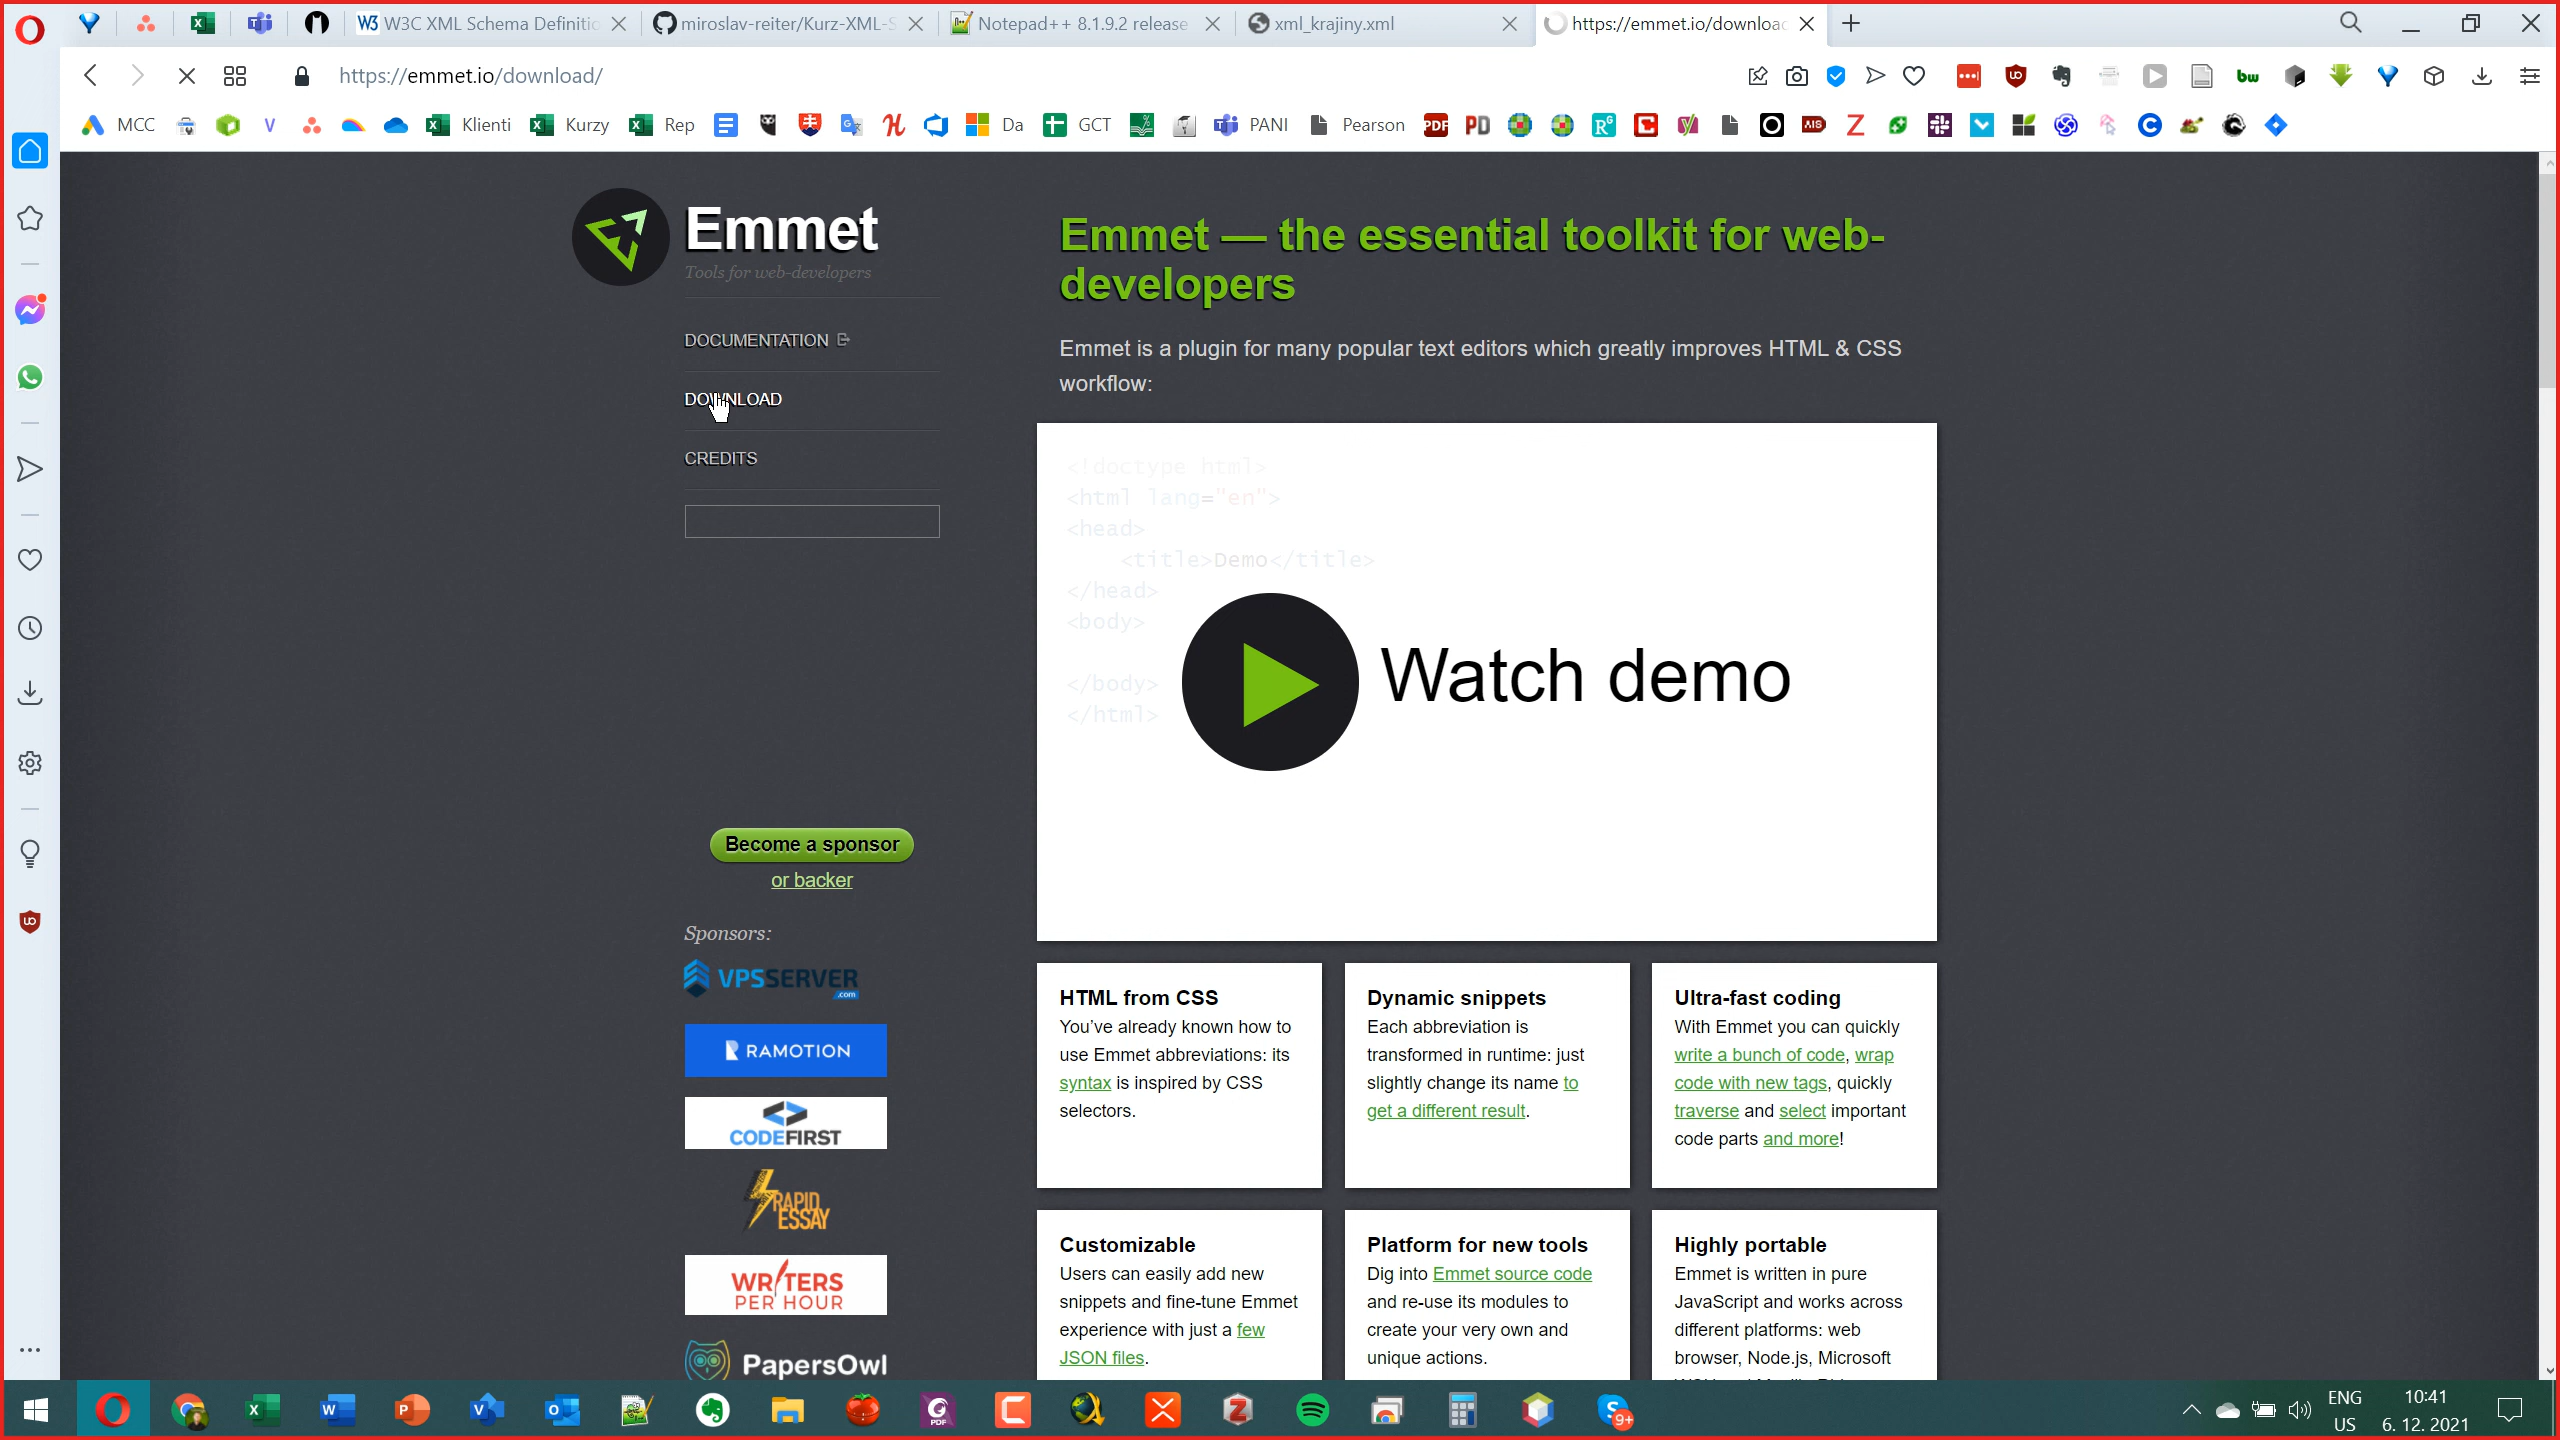 W3C XML Schema Definitio
miroslav-reiter/Kurz-XML-S
Notepad++ 8.1.9.2 release
xml_krajiny.xml
https://emmet.io/downloac
https://emmet.io/download/
MCC
Klienti
Kurzy
Rep
Da
GCT
PANI
Pearson
Emmet
Tools for web-developers
DOCUMENTATION
DOWNLOAD
CREDITS
Become a sponsor
or backer
Sponsors:
VPSSERVER
.com
RAMOTION
CODEFIRST
RAPID
ESSAY
WRITERS
PER HOUR
PapersOwl
Emmet — the essential toolkit for web-
developers
Emmet is a plugin for many popular text editors which greatly improves HTML & CSS
workflow:
<!doctype html>
<html lang="en">
<head>
<title>Demo</title>
</head>
<body>
</body>
</html>
Watch demo
HTML from CSS
You've already known how to
use Emmet abbreviations: its
syntax is inspired by CSS
selectors.
Dynamic snippets
Each abbreviation is
transformed in runtime: just
slightly change its name to
get a different result.
Ultra-fast coding
With Emmet you can quickly
write a bunch of code, wrap
code with new tags, quickly
traverse and select important
code parts and more!
Customizable
Users can easily add new
snippets and fine-tune Emmet
experience with just a few
JSON files.
Platform for new tools
Dig into Emmet source code
and re-use its modules to
create your very own and
unique actions.
Highly portable
Emmet is written in pure
JavaScript and works across
different platforms: web
browser, Node.js, Microsoft
ENG
US
10:41
6. 12. 2021